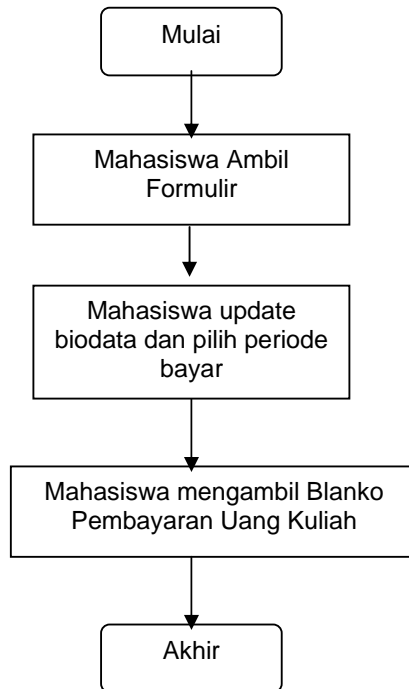 Mulai
Mahasiswa Ambil
Formulir
Mahasiswa update
biodata dan pilih periode
bayar
Mahasiswa mengambil Blanko
Pembayaran Uang Kuliah
Akhir